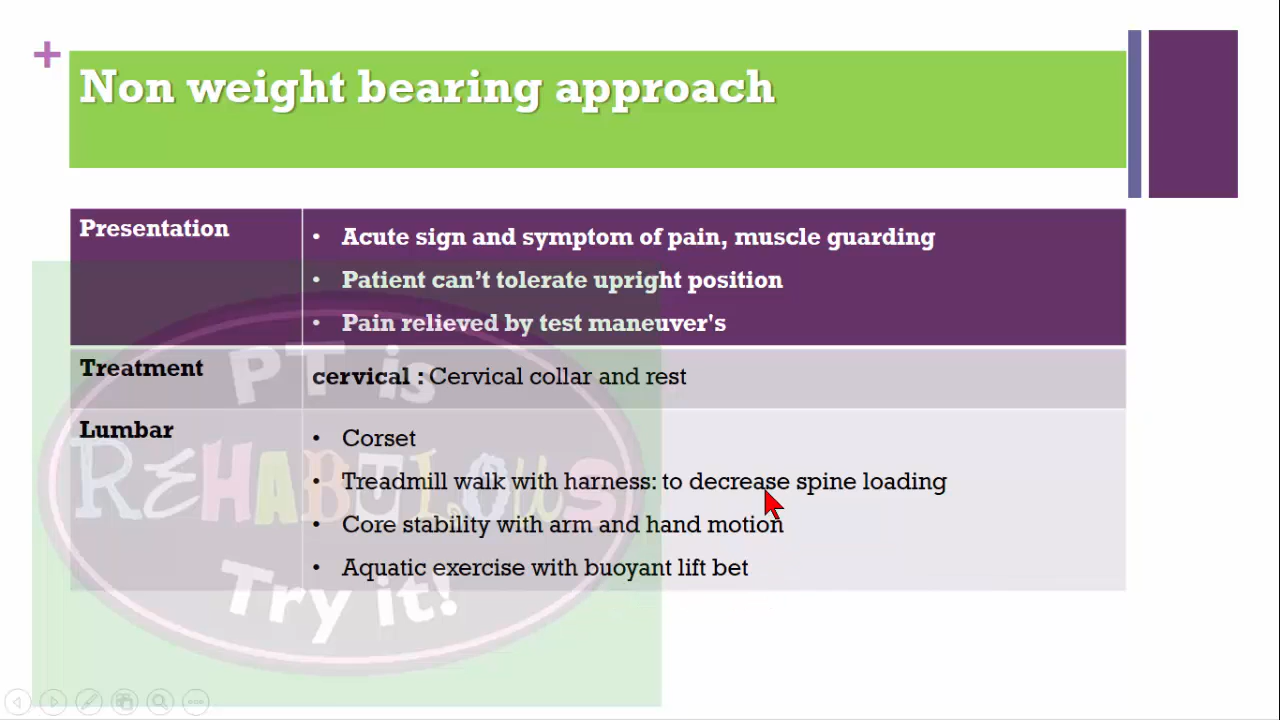 +
Non weight bearing approach
Presentation
• Acute sign and symptom of pain, muscle guarding
• Patient can't tolerate upright position
• Pain relieved by test maneuver's
Treatment
cervical : Cervical collar and rest
Lumbar
• Corset
• Treadmill walk with harness: to decrease spine loading
• Core stability with arm and hand motion
• Aquatic exercise with buoyant lift bet
PT is
REHABULOUS
Try it!